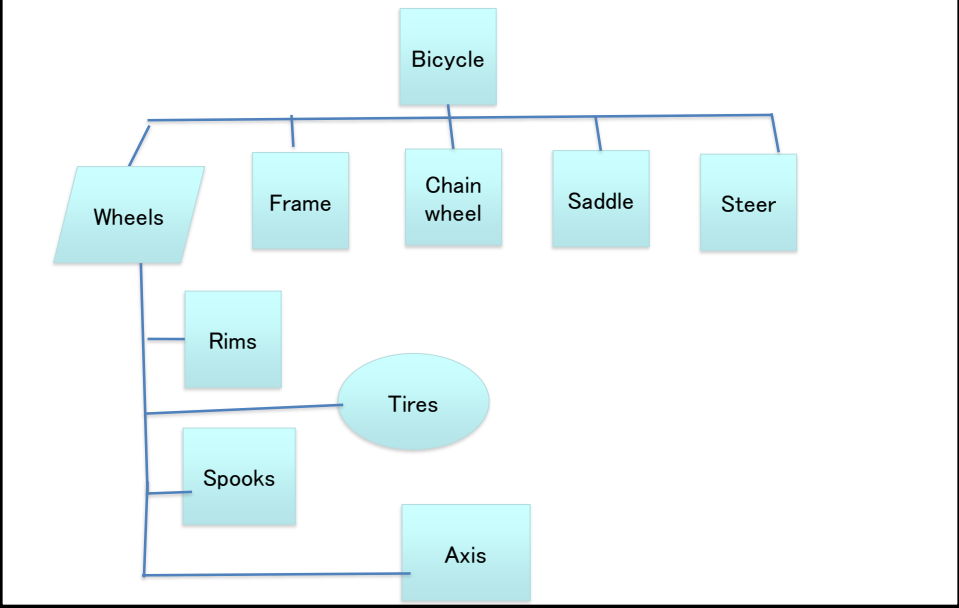 Bicycle
Wheels
Frame
Chain
wheel
Saddle
Steer
Rims
Tires
Spooks
Axis